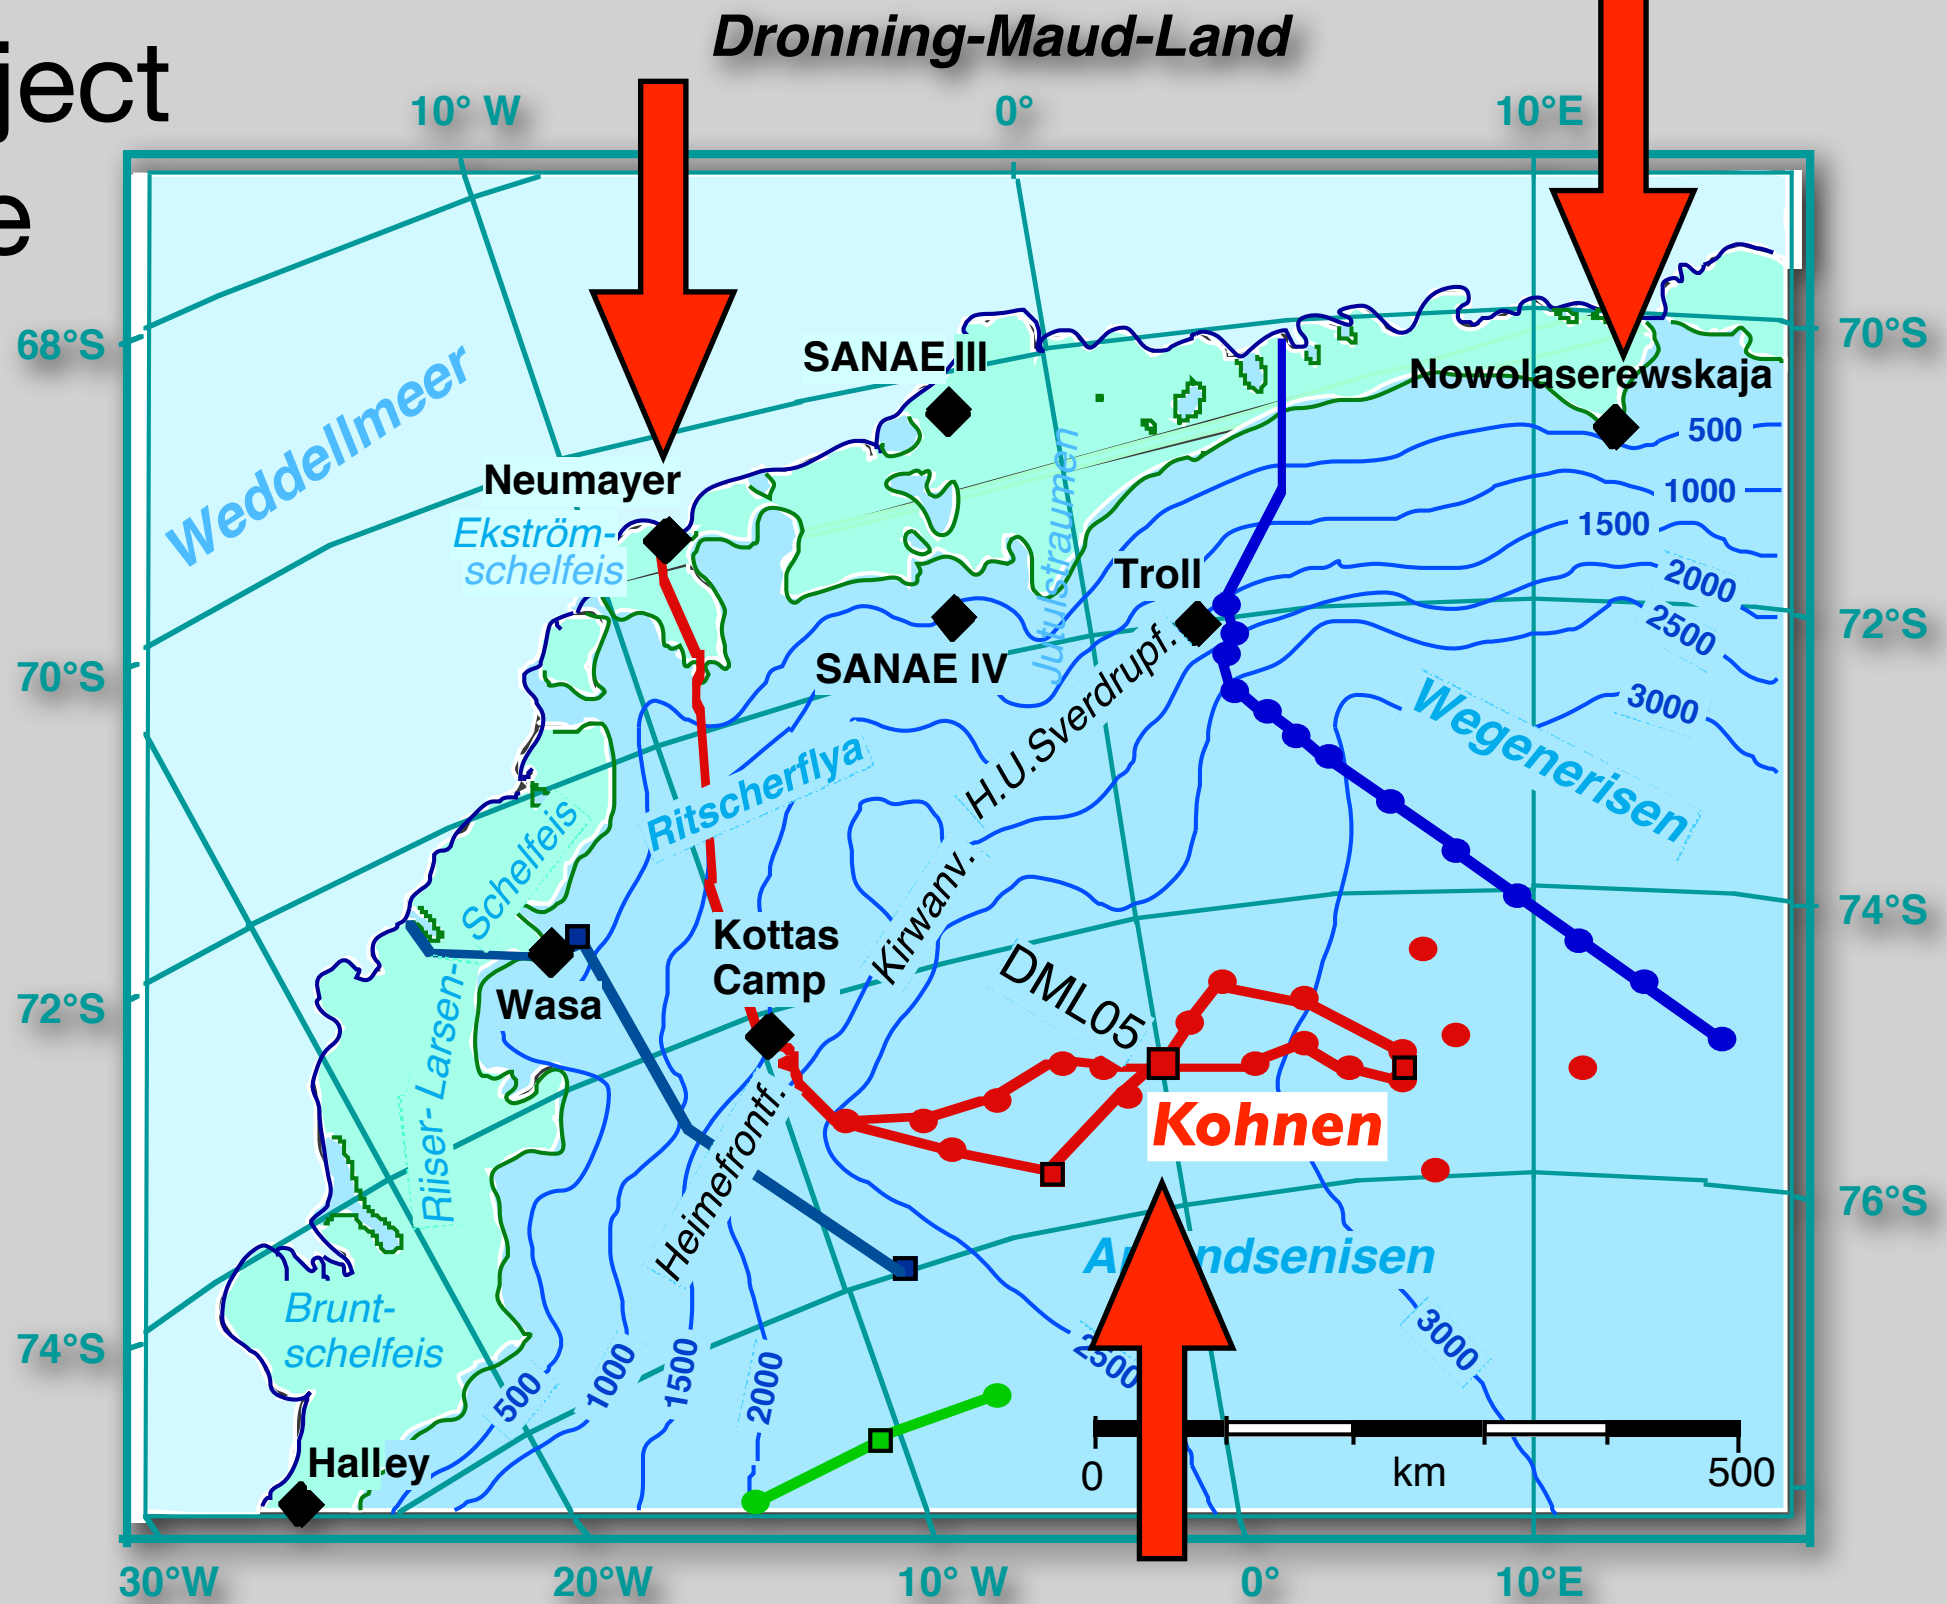 Dronning-Maud-Land
ject
e
10° W
0°
10°E
68°S
70°S
72°S
74°S
70°S
72°S
74°S
76°S
Weddellmeer
SANAE III
Nowolaserewskaja
500
1000
1500
2000
2500
3000
Neumayer
Ekström-
schelfeis
Jutulstraumen
Troll
SANAE IV
H.U.Sverdrupf.
Wegenerisen
Ritscherflya
Schelfeis
Kirwanv.
Kottas
Camp
Wasa
DML05
Riiser- Larsen-
Heimefrontf.
Kohnen
Brunt-
schelfeis
500
1000
1500
2000
2500
3000
Halley
0
km
500
30°W
20°W
10° W
0°
10°E